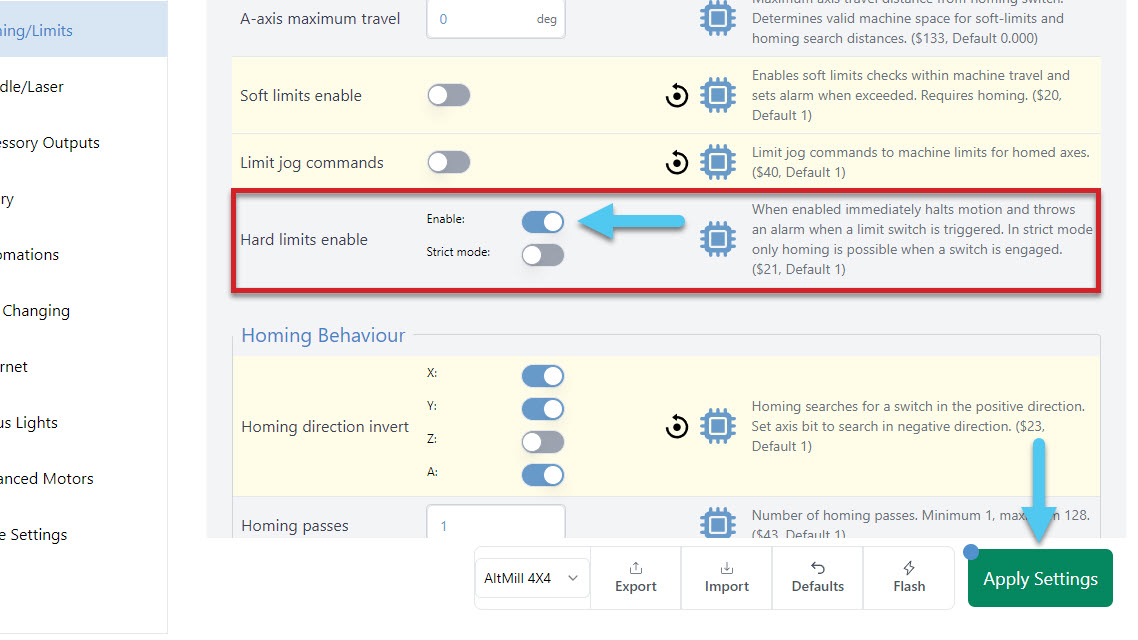 ing/Limits
dle/Laser
essory Outputs
ry
omations
Changing
rnet
us Lights
anced Motors
e Settings
A-axis maximum travel
0
deg
Maximum axis travel distance from homing switch.
Determines valid machine space for soft-limits and
homing search distances. ($133, Default 0.000)
Soft limits enable
Enables soft limits checks within machine travel and
sets alarm when exceeded. Requires homing. ($20,
Default 1)
Limit jog commands
Limit jog commands to machine limits for homed axes.
($40, Default 1)
Hard limits enable
Enable:
Strict mode:
When enabled immediately halts motion and throws
an alarm when a limit switch is triggered. In strict mode
only homing is possible when a switch is engaged.
($21, Default 1)
Homing Behaviour
Homing direction invert
X:
Y:
Z:
A:
Homing searches for a switch in the positive direction.
Set axis bit to search in negative direction. ($23,
Default 1)
Homing passes
1
Number of homing passes. Minimum 1, maximum 128.
($43, Default 1)
AltMill 4X4
Export
Import
Defaults
Flash
Apply Settings